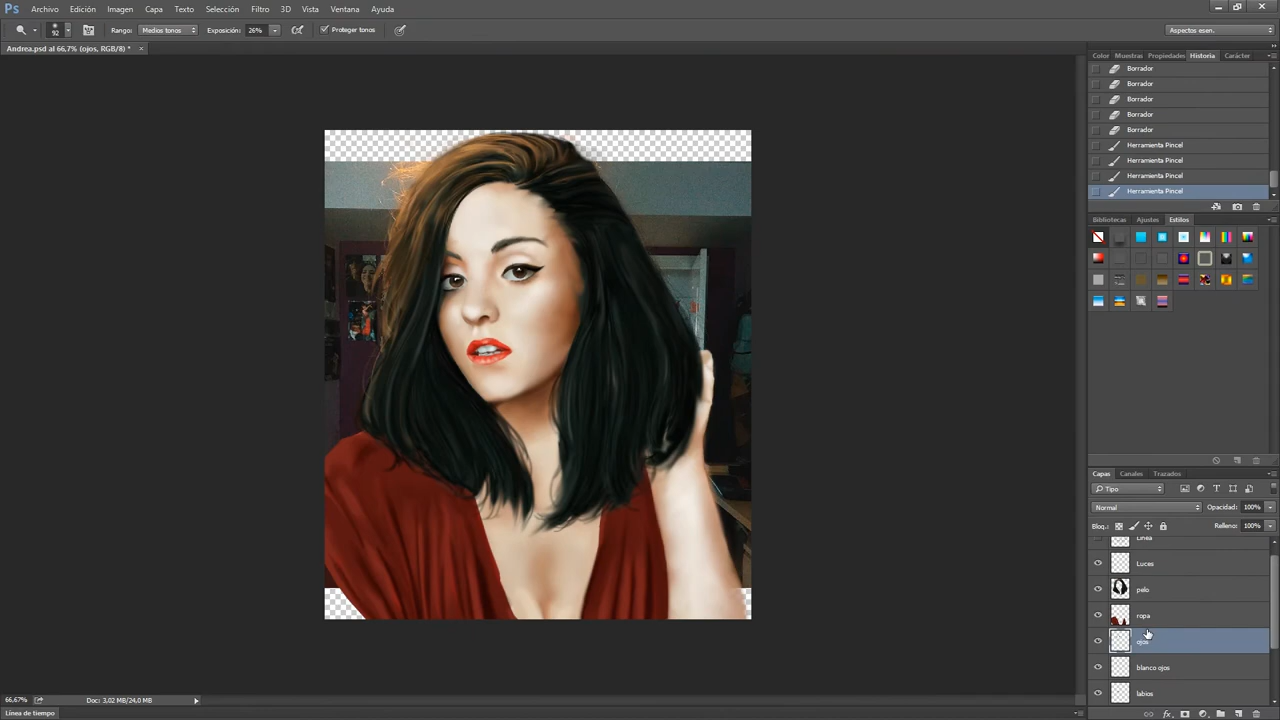 Ps Archivo Edición Imagen Capa Texto Selección Filtro 3D Vista Ventana Ayuda
92 Rango: Medios tonos Exposición: 26% Proteger tonos Aspectos esen.
Andrea.psd al 66,7% (ojos, RGB/8) * ×
Color Muestras Propiedades Historia Carácter
Borrador
Borrador
Borrador
Borrador
Borrador
Herramienta Pincel
Herramienta Pincel
Herramienta Pincel
Herramienta Pincel
Bibliotecas Ajustes Estilos
Capas Canales Trazados
Tipo
Normal Opacidad: 100%
Bloq.: Relleno: 100%
Luces
pelo
ropa
ojos
blanco ojos
labios
66,67% Doc: 3,02 MB/24,0 MB
Línea de tiempo